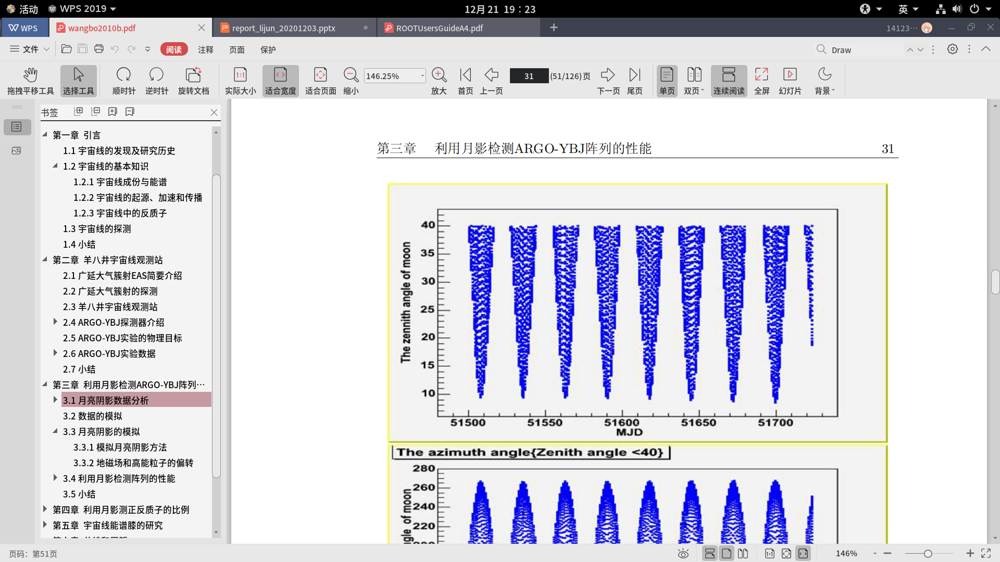 活动 WPS 2019 12月21 19：23 英
WPS wangbo2010b.pdf report_lijun_20201203.pptx ROOTUsersGuideA4.pdf 14123···
文件 阅读 注释 页面 保护 Draw
1:1 146.25% 31 (51/126)页
拖拽平移工具 选择工具 顺时针 逆时针 旋转文档 实际大小 适合宽度 适合页面 缩小 放大 首页 上一页 下一页 尾页 单页 双页 连续阅读 全屏 幻灯片 背景
书签
第一章 引言
1.1 宇宙线的发现及研究历史
1.2 宇宙线的基本知识
1.2.1 宇宙线成份与能谱
1.2.2 宇宙线的起源、加速和传播
1.2.3 宇宙线中的反质子
1.3 宇宙线的探测
1.4 小结
第二章 羊八井宇宙线观测站
2.1 广延大气簇射EAS简要介绍
2.2 广延大气簇射的探测
2.3 羊八井宇宙线观测站
2.4 ARGO-YBJ探测器介绍
2.5 ARGO-YBJ实验的物理目标
2.6 ARGO-YBJ实验数据
2.7 小结
第三章 利用月影检测ARGO-YBJ阵列···
3.1 月亮阴影数据分析
3.2 数据的模拟
3.3 月亮阴影的模拟
3.3.1 模拟月亮阴影方法
3.3.2 地磁场和高能粒子的偏转
3.4 利用月影检测阵列的性能
3.5 小结
第四章 利用月影测正反质子的比例
第五章 宇宙线能谱膝的研究
第三章 利用月影检测ARGO-YBJ阵列的性能 31
The zennith angle of moon
40
35
30
25
20
15
10
51500 51550 51600 51650 51700
MJD
The azimuth angle{Zenith angle <40}
280
260
240
220
ngle of moon
页码：第51页 1:1 146%